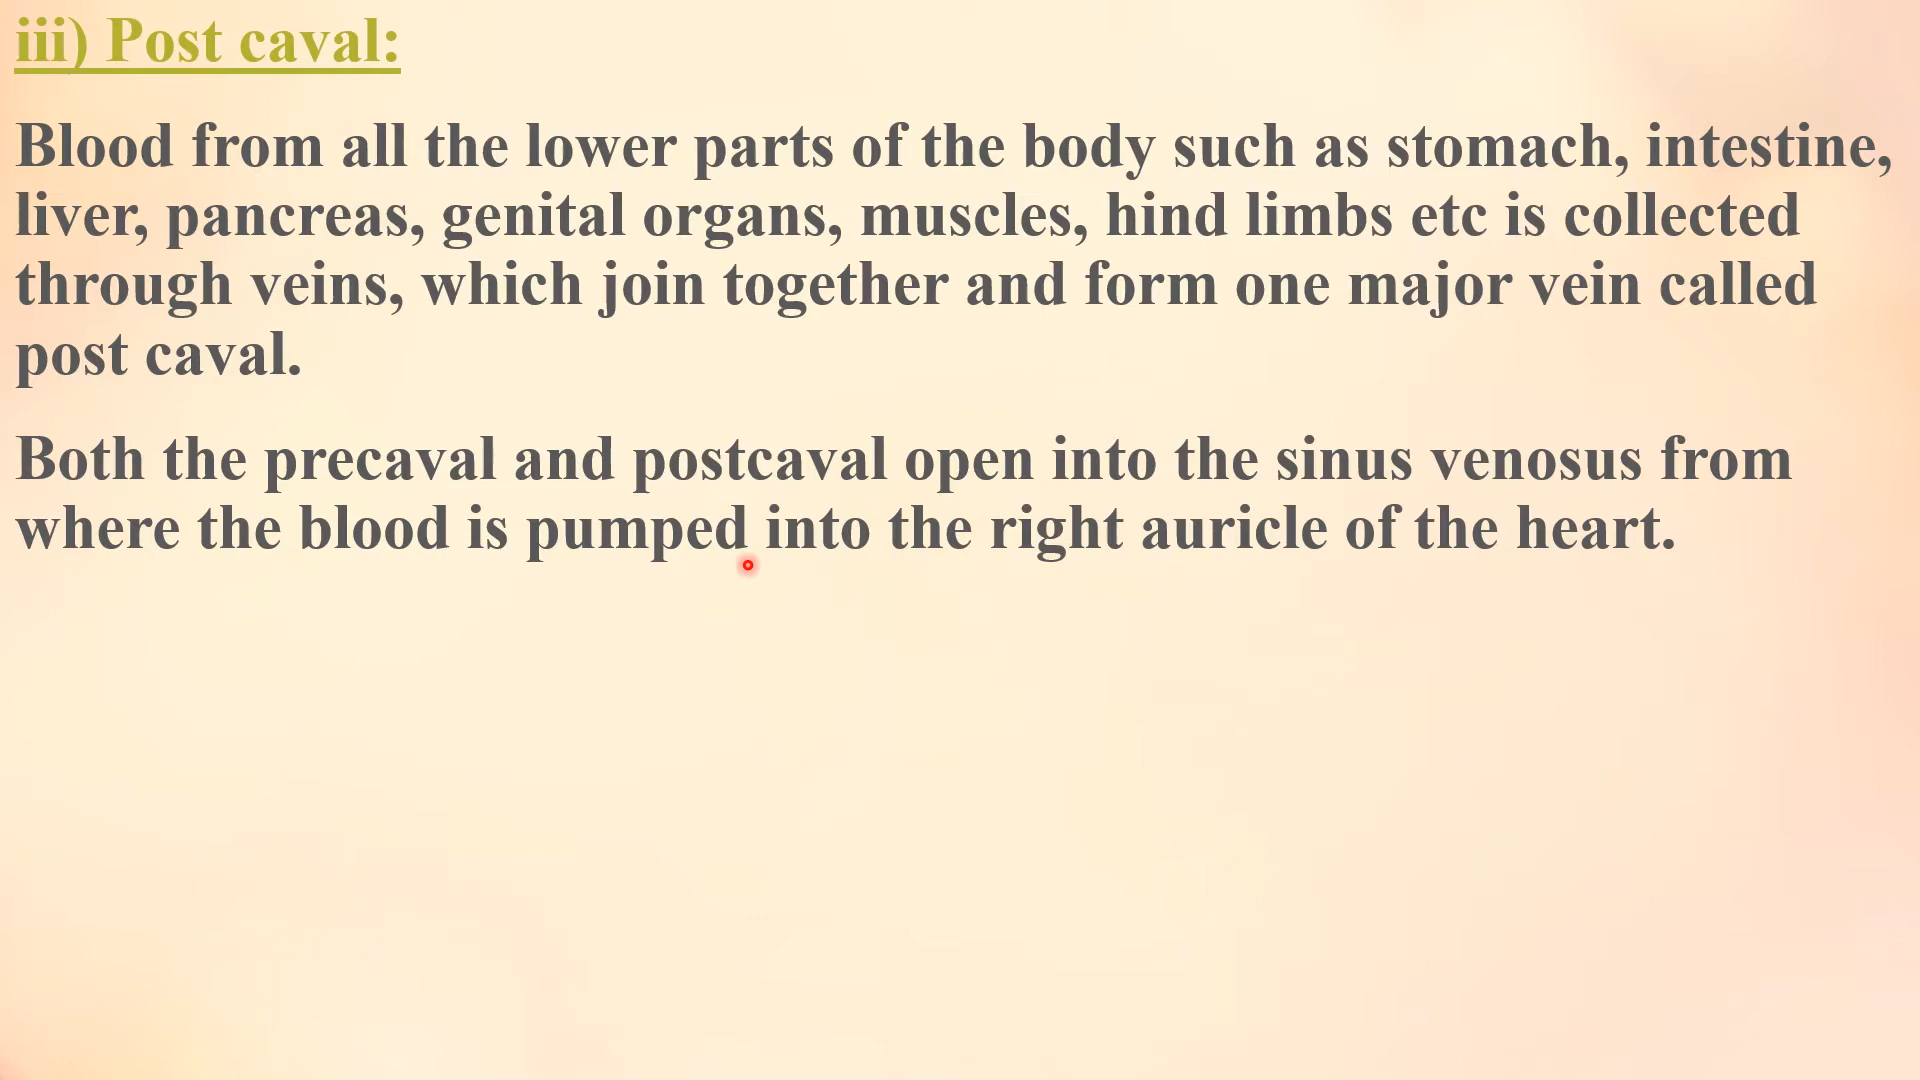 iii) Post caval:
Blood from all the lower parts of the body such as stomach, intestine,
liver, pancreas, genital organs, muscles, hind limbs etc is collected
through veins, which join together and form one major vein called
post caval.
Both the precaval and postcaval open into the sinus venosus from
where the blood is pumped into the right auricle of the heart.